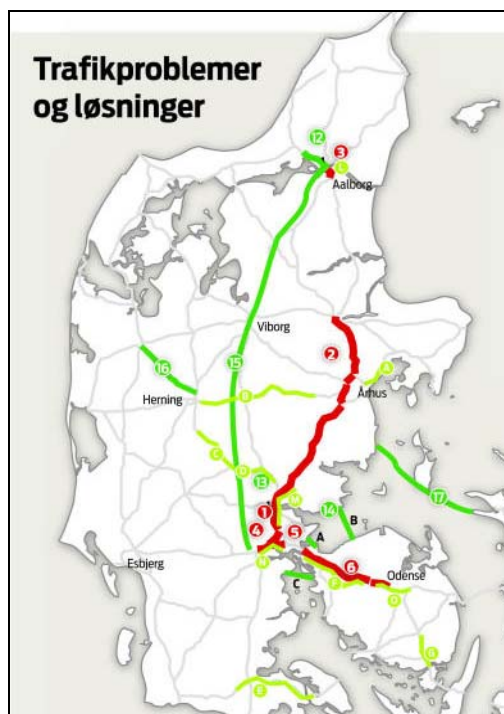 Trafikproblemer
og løsninger
12
3
Aalborg
Viborg
2
15
16
A
Århus
Herning
B
C
D
13
M
17
1
14
B
4
5
A
Esbjerg
N
6
Odense
C
F
G
E